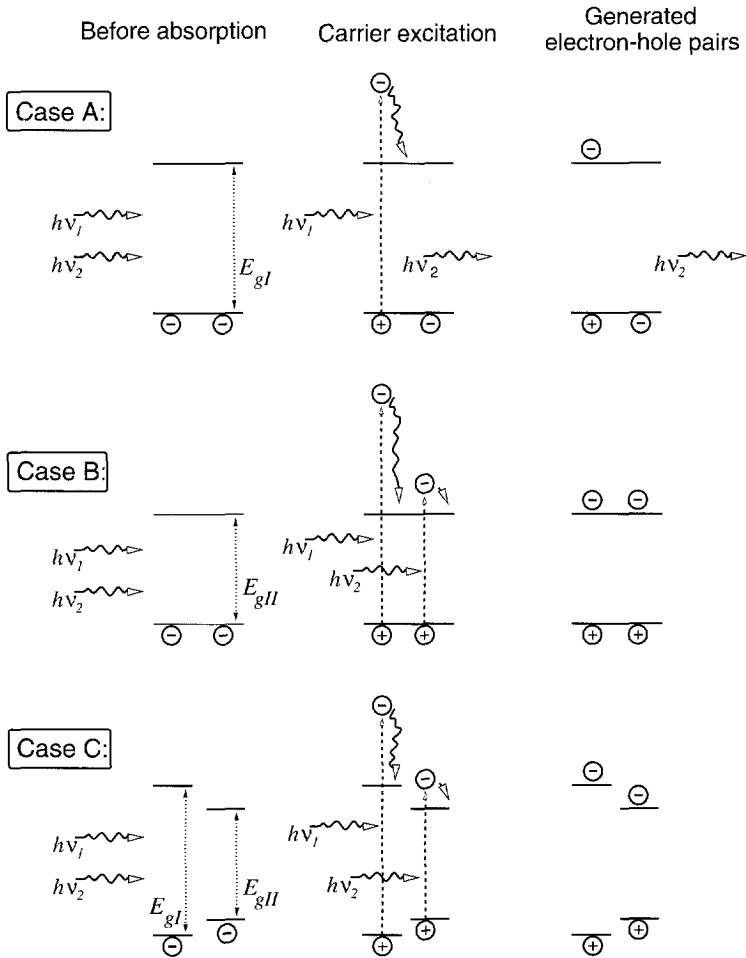 Before absorption
Carrier excitation
Generated
electron-hole pairs
Case A:
hν1
hν2
EgI
hν1
hν2
hν2
Case B:
hν1
hν2
EgII
hν1
hν2
Case C:
hν1
hν2
EgI
EgII
hν1
hν2